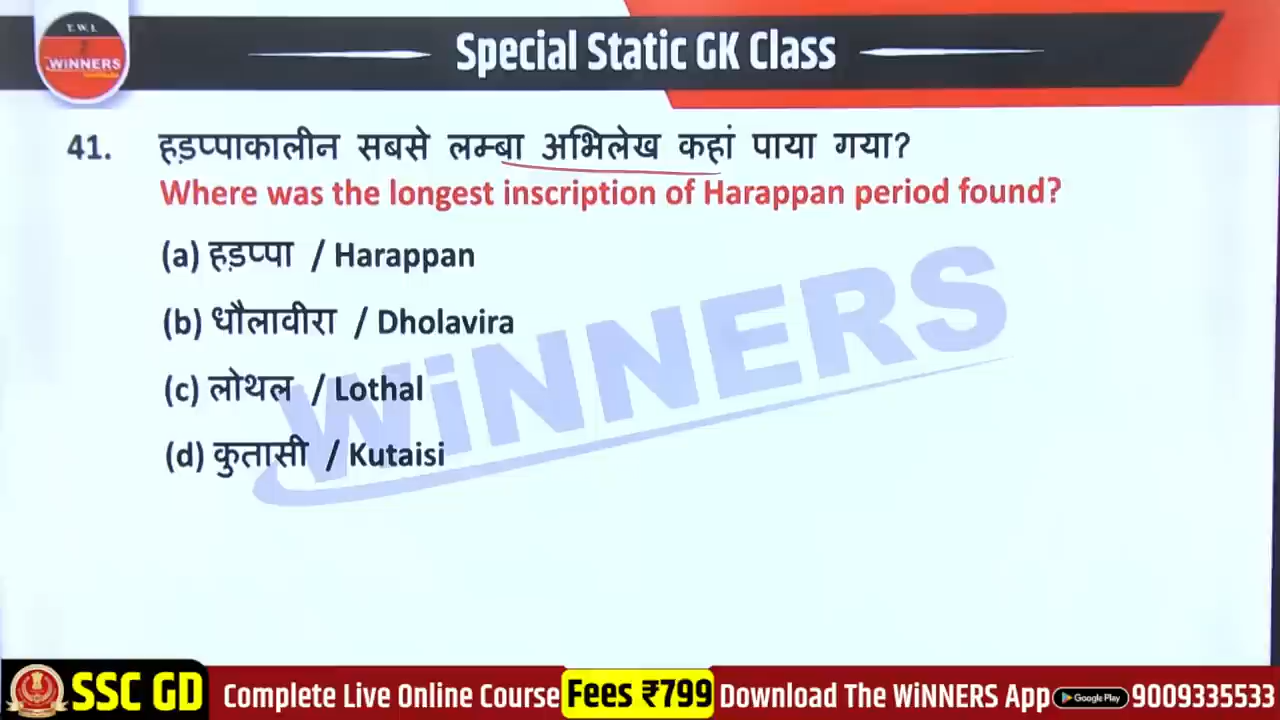 T.W.I.
WiNNERS
Special Static GK Class
41. हड़प्पाकालीन सबसे लम्बा अभिलेख कहां पाया गया?
Where was the longest inscription of Harappan period found?
(a) हड़प्पा / Harappan
(b) धौलावीरा / Dholavira
(c) लोथल / Lothal
(d) कुतासी / Kutaisi
WiNNERS
SSC GD Complete Live Online Course Fees ₹799 Download The WiNNERS App Google Play 9009335533